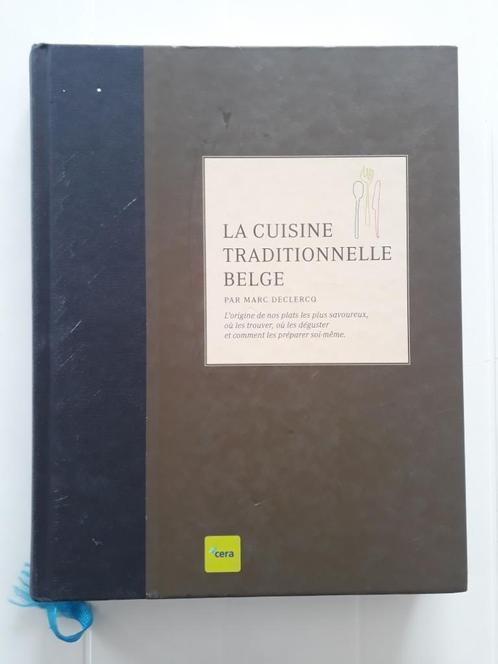 LA CUISINE
TRADITIONNELLE
BELGE
PAR MARC DECLERCQ
L'origine de nos plats les plus savoureux,
où les trouver, où les déguster
et comment les préparer soi-même.
cera